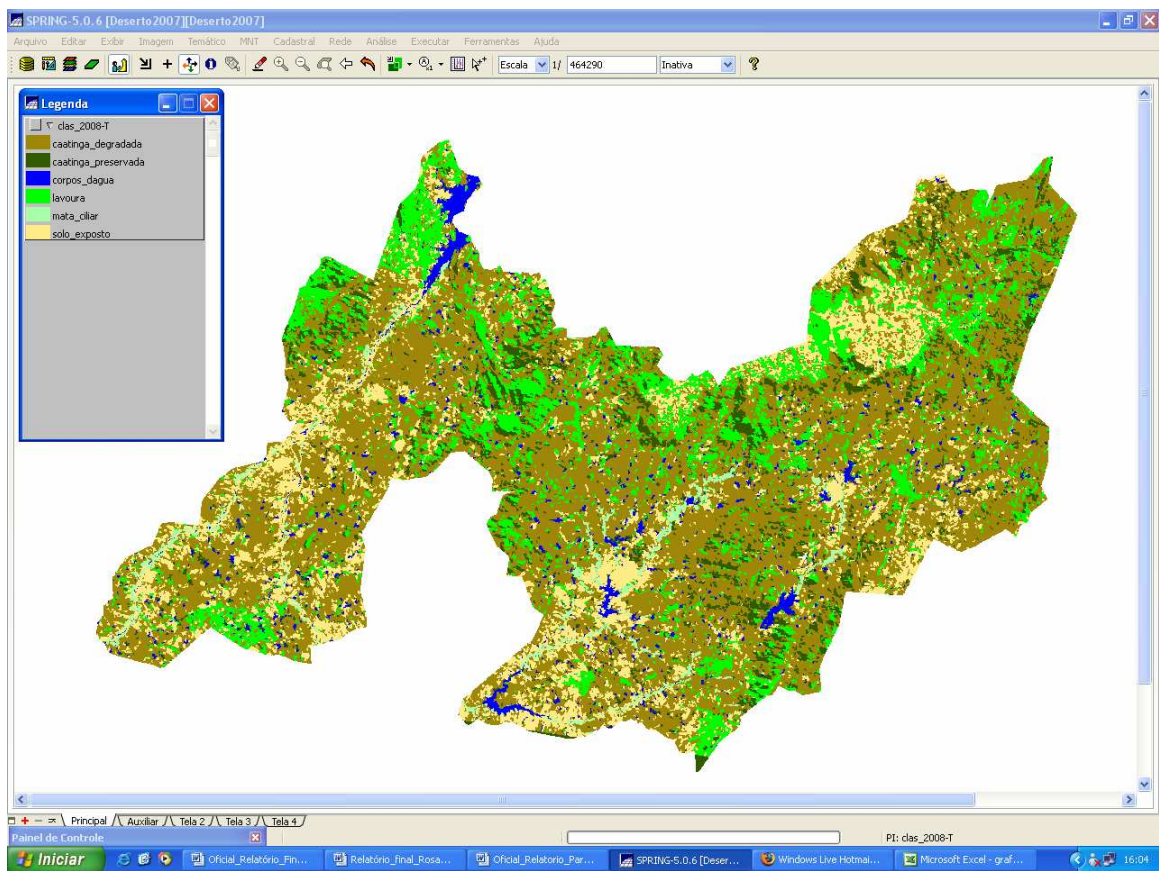 SPRING-5.0.6 [Deserto2007][Deserto2007]
Arquivo Editar Exibir Imagem Temático MNT Cadastral Rede Análise Executar Ferramentas Ajuda
Escala 1/ 464290 Inativa
Legenda
clas_2008-T
caatinga_degradada
caatinga_preservada
corpos_dagua
lavoura
mata_ciliar
solo_exposto
Principal Auxiliar Tela 2 Tela 3 Tela 4
Painel de Controle PI: clas_2008-T
Iniciar Oficial_Relatório_Fin... Relatório_final_Rosa... Oficial_Relatorio_Par... SPRING-5.0.6 [Deser... Windows Live Hotmai... Microsoft Excel - graf... 16:04